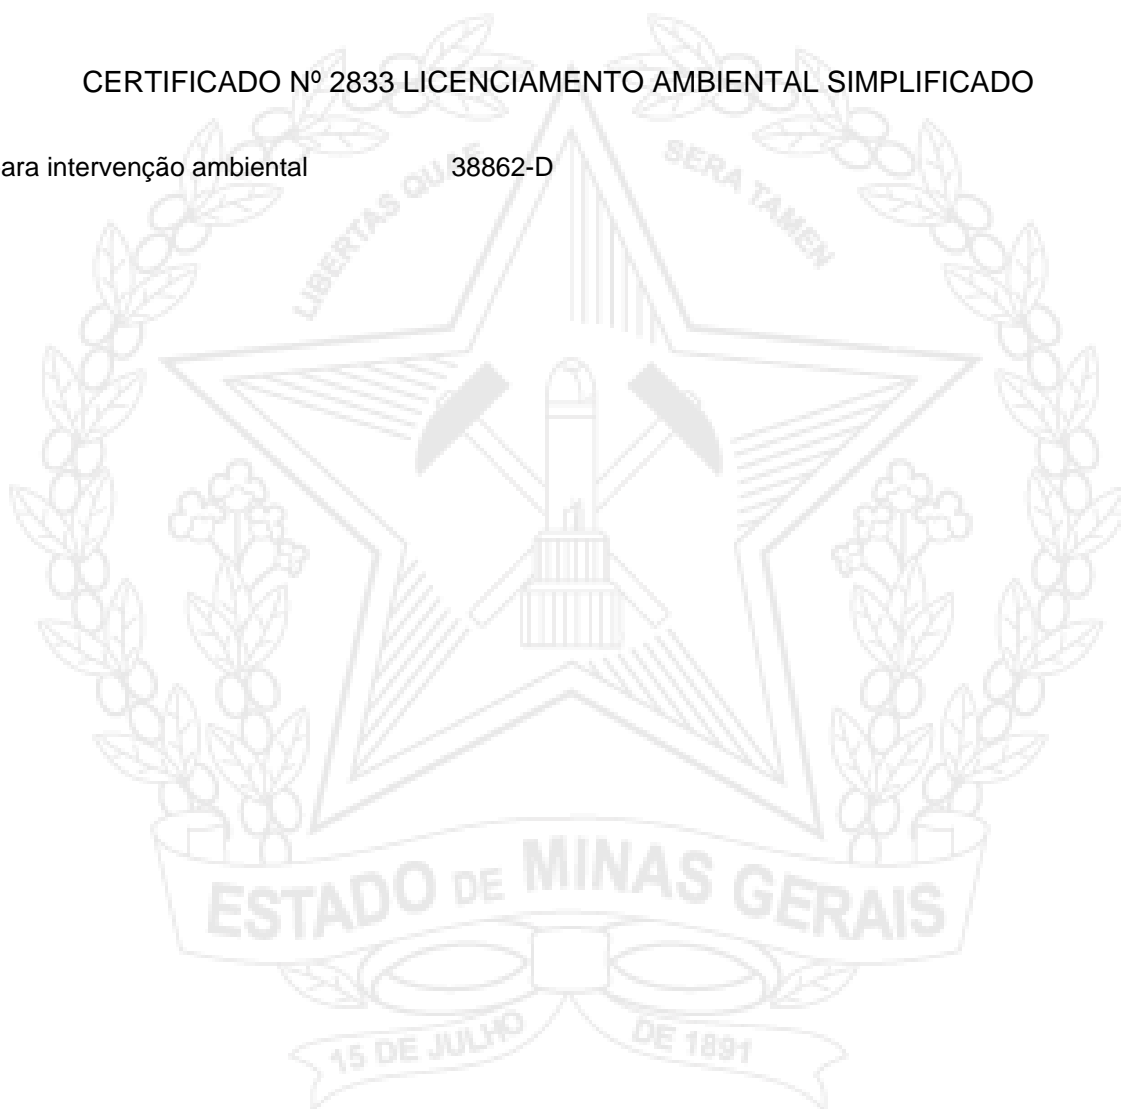 CERTIFICADO Nº 2833 LICENCIAMENTO AMBIENTAL SIMPLIFICADO
ara intervenção ambiental 38862-D
LIBERTAS QUAE SERA TAMEN
ESTADO DE MINAS GERAIS
15 DE JULHO DE 1891